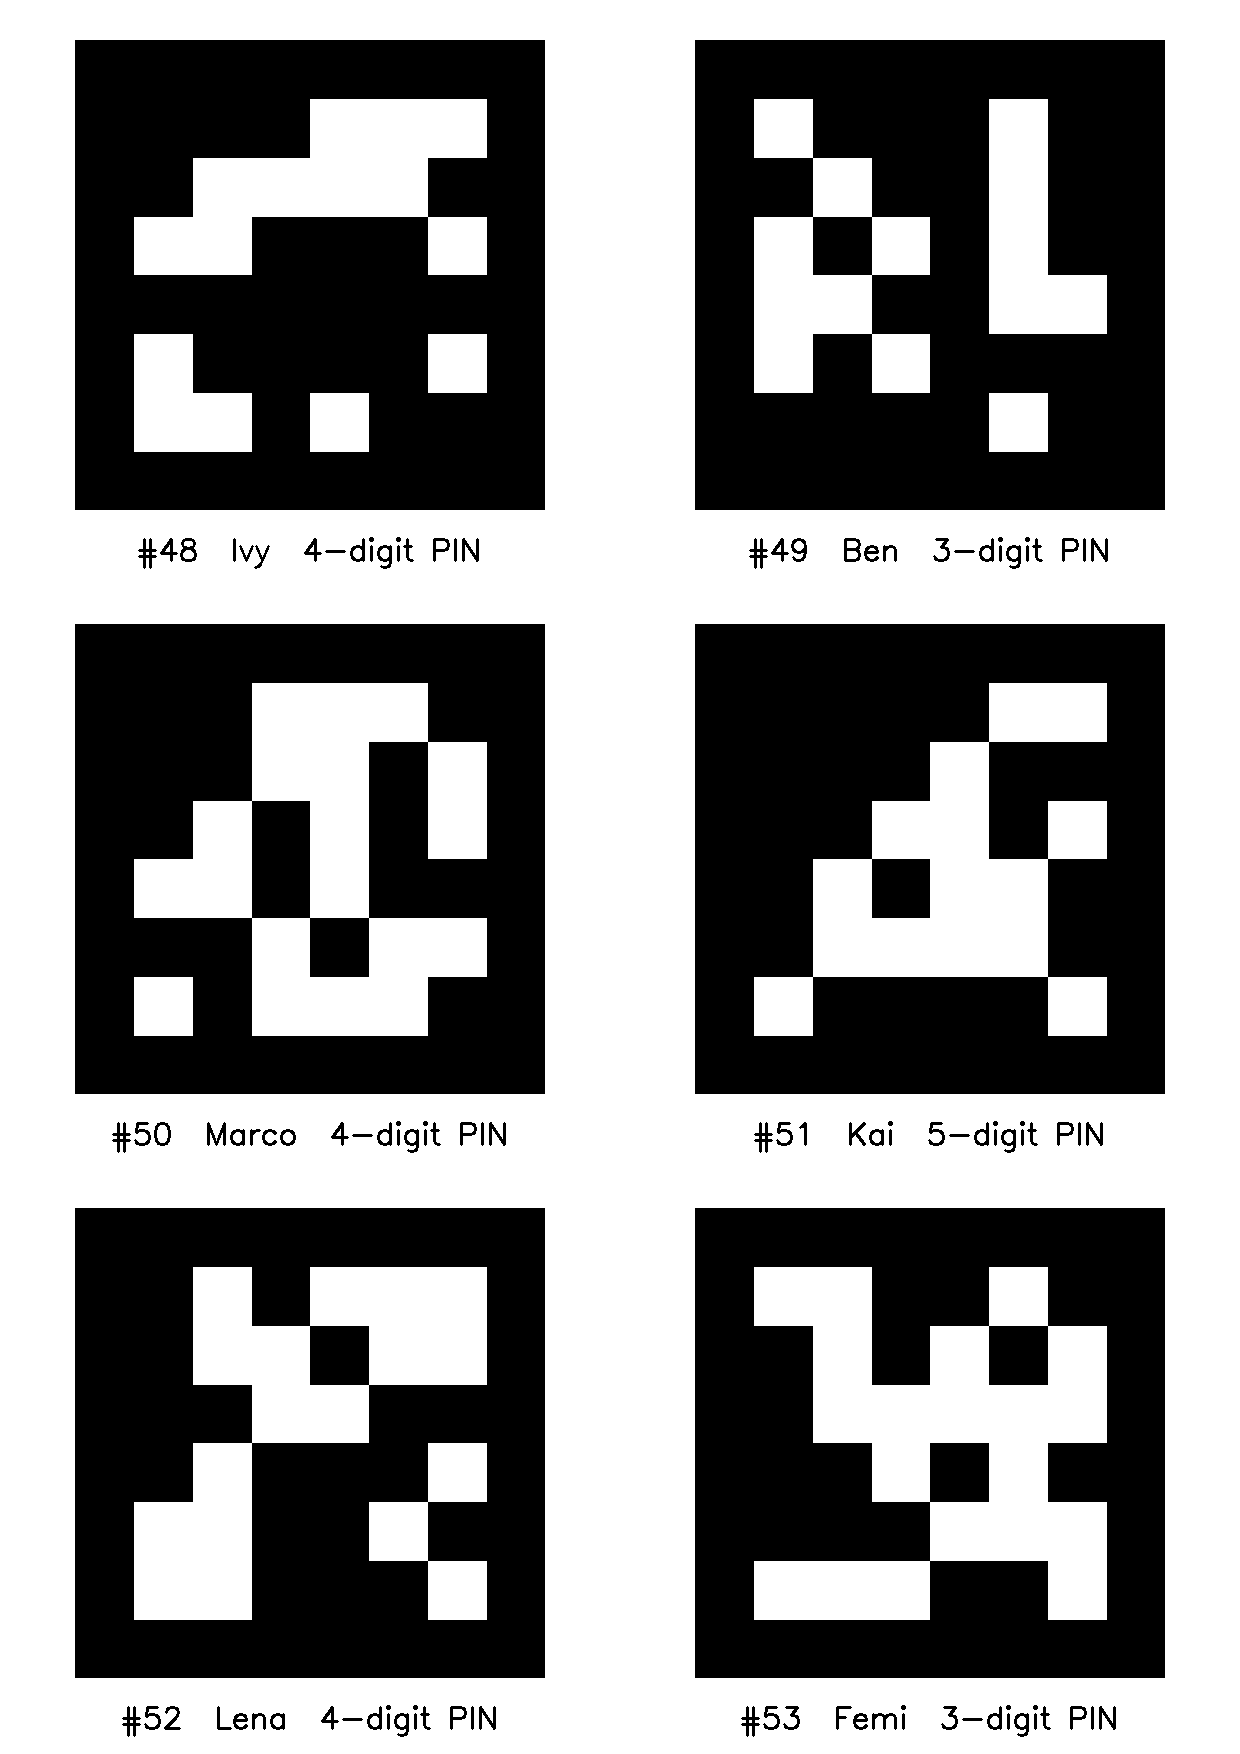 #48 Ivy 4-digit PIN
#49 Ben 3-digit PIN
#50 Marco 4-digit PIN
#51 Kai 5-digit PIN
#52 Lena 4-digit PIN
#53 Femi 3-digit PIN